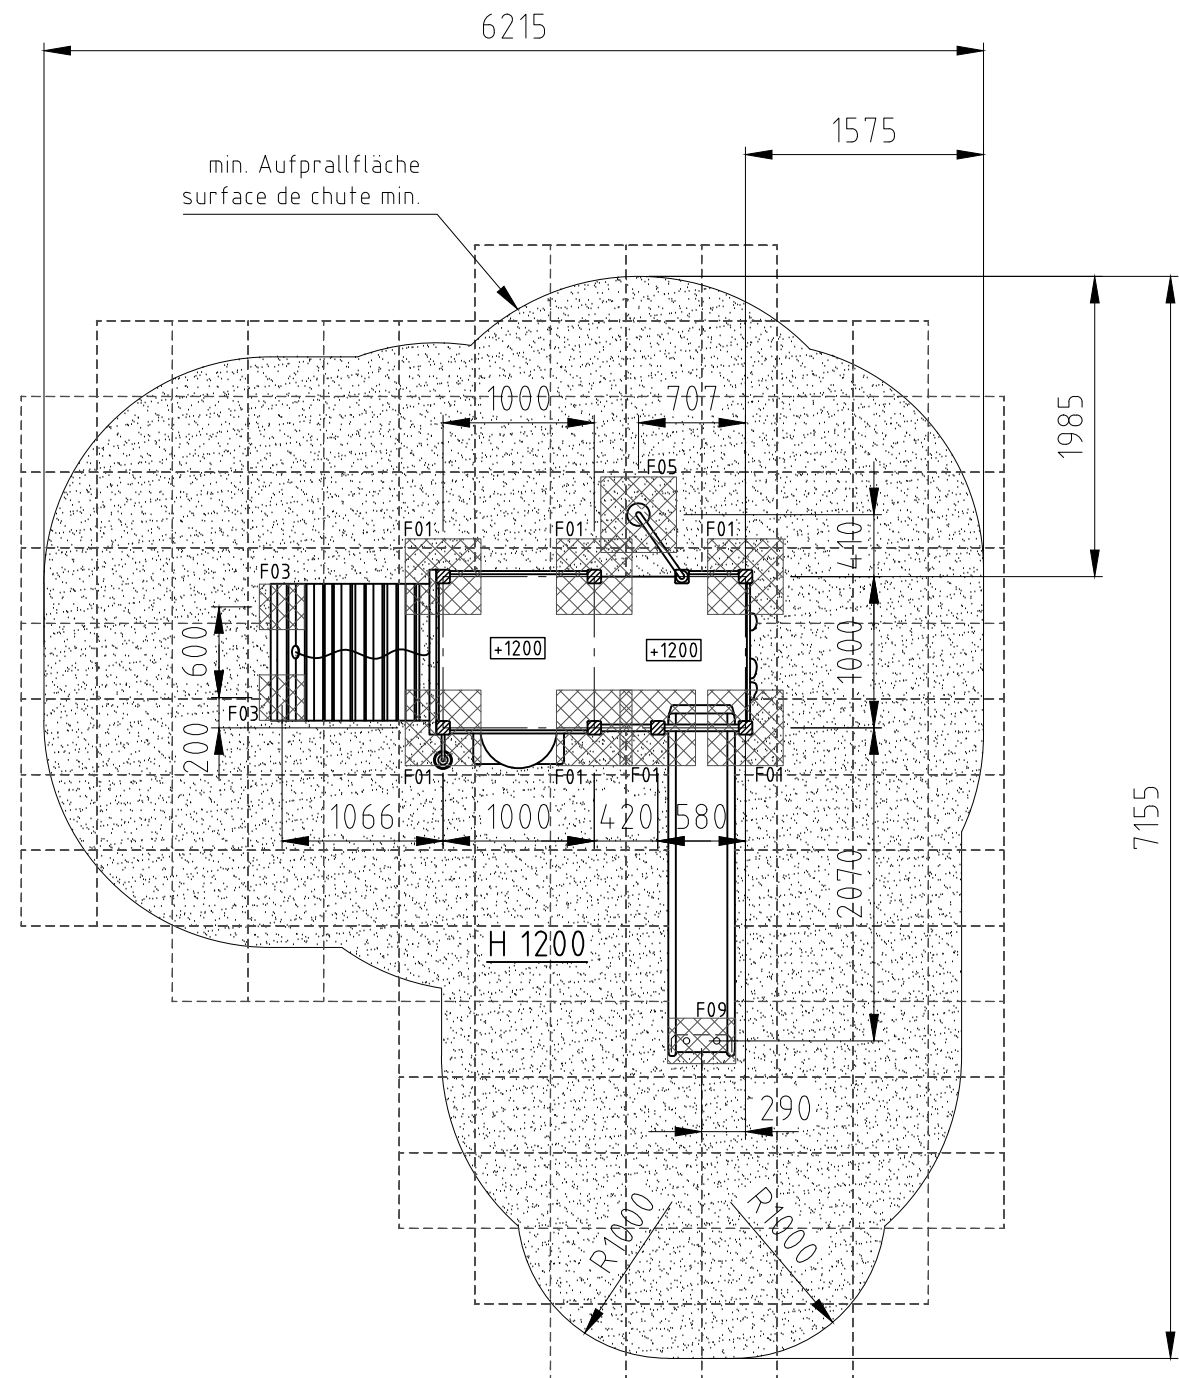 6215
1575
min. Aufprallfläche
surface de chute min.
1000
707
1985
F05
F01
F01
F01
410
F03
600
+1200
+1200
1000
F03
200
F01
F01
F01
F01
1066
1000
420
580
7155
2070
H 1200
F09
290
R1000
R1000